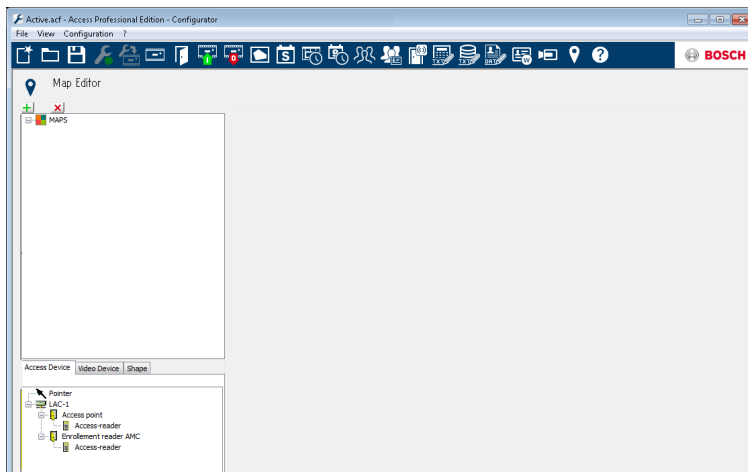 Active.acf - Access Professional Edition - Configurator
File View Configuration ?
BOSCH
Map Editor
MAPS
Access Device Video Device Shape
Pointer
LAC-1
Access point
Access-reader
Enrollement reader AMC
Access-reader